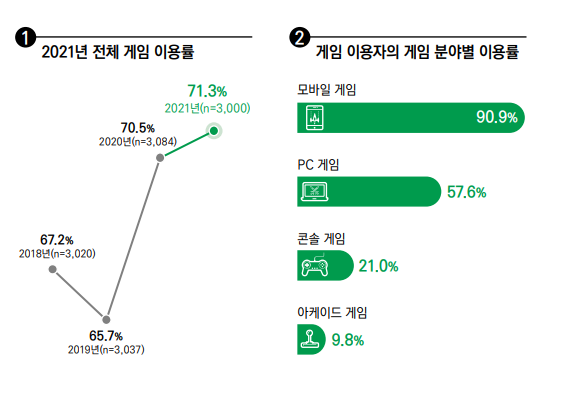 1
2021년 전체 게임 이용률
71.3%
2021년(n=3,000)
70.5%
2020년(n=3,084)
67.2%
2018년(n=3,020)
65.7%
2019년(n=3,037)
2
게임 이용자의 게임 분야별 이용률
모바일 게임
90.9%
PC 게임
57.6%
콘솔 게임
21.0%
아케이드 게임
9.8%